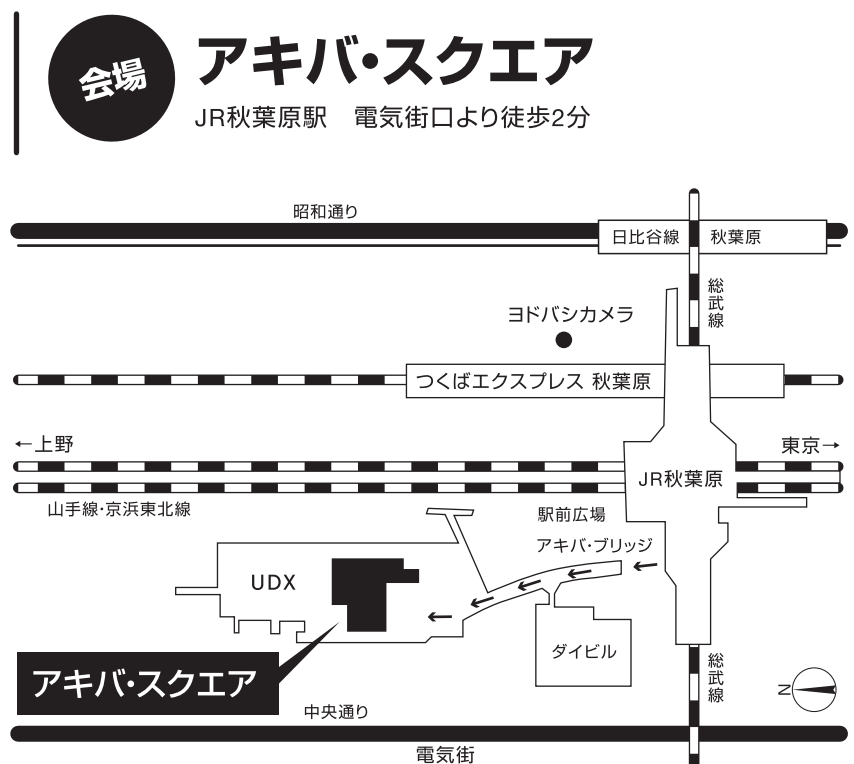 会場
アキバ・スクエア
JR秋葉原駅　電気街口より徒歩2分
昭和通り
日比谷線　秋葉原
総武線
ヨドバシカメラ
つくばエクスプレス 秋葉原
←上野
東京→
JR秋葉原
山手線・京浜東北線
駅前広場
アキバ・ブリッジ
UDX
ダイビル
アキバ・スクエア
総武線
N
中央通り
電気街